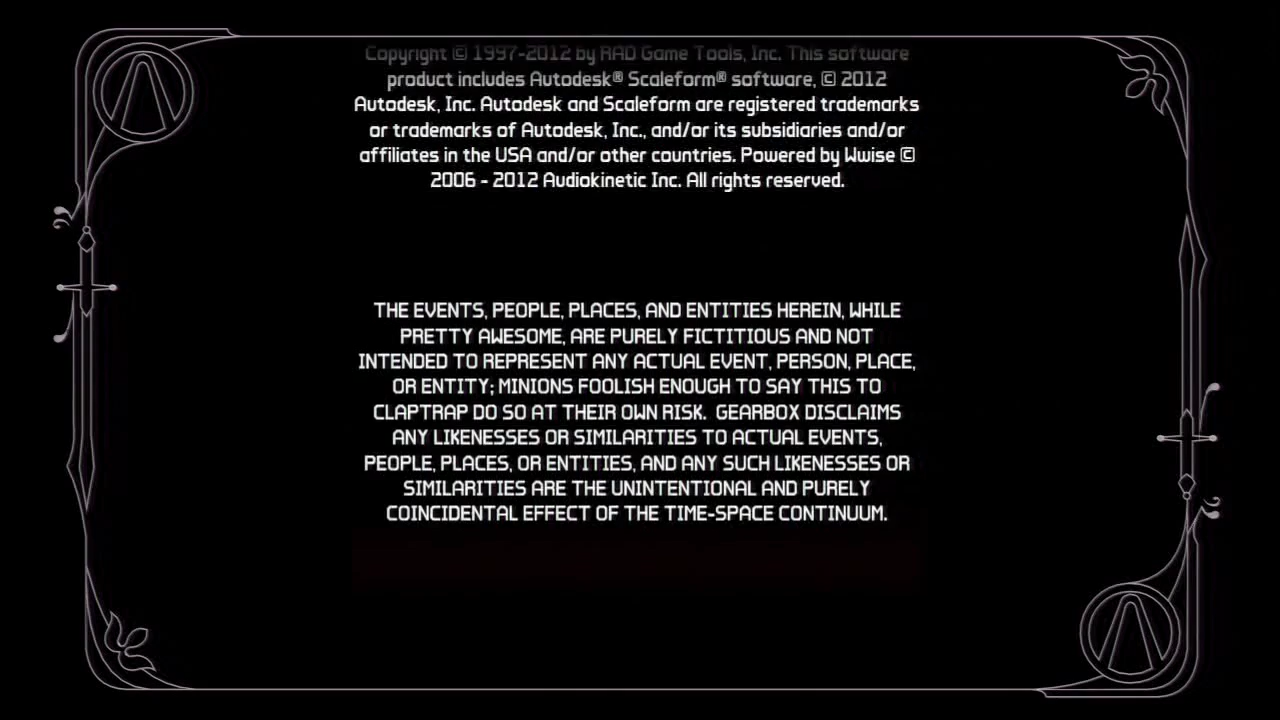 Copyright © 1997-2012 by RAD Game Tools, Inc. This software
product includes Autodesk® Scaleform® software, © 2012
Autodesk, Inc. Autodesk and Scaleform are registered trademarks
or trademarks of Autodesk, Inc., and/or its subsidiaries and/or
affiliates in the USA and/or other countries. Powered by Wwise ©
2006 - 2012 Audiokinetic Inc. All rights reserved.
THE EVENTS, PEOPLE, PLACES, AND ENTITIES HEREIN, WHILE
PRETTY AWESOME, ARE PURELY FICTITIOUS AND NOT
INTENDED TO REPRESENT ANY ACTUAL EVENT, PERSON, PLACE,
OR ENTITY; MINIONS FOOLISH ENOUGH TO SAY THIS TO
CLAPTRAP DO SO AT THEIR OWN RISK.  GEARBOX DISCLAIMS
ANY LIKENESSES OR SIMILARITIES TO ACTUAL EVENTS,
PEOPLE, PLACES, OR ENTITIES, AND ANY SUCH LIKENESSES OR
SIMILARITIES ARE THE UNINTENTIONAL AND PURELY
COINCIDENTAL EFFECT OF THE TIME-SPACE CONTINUUM.